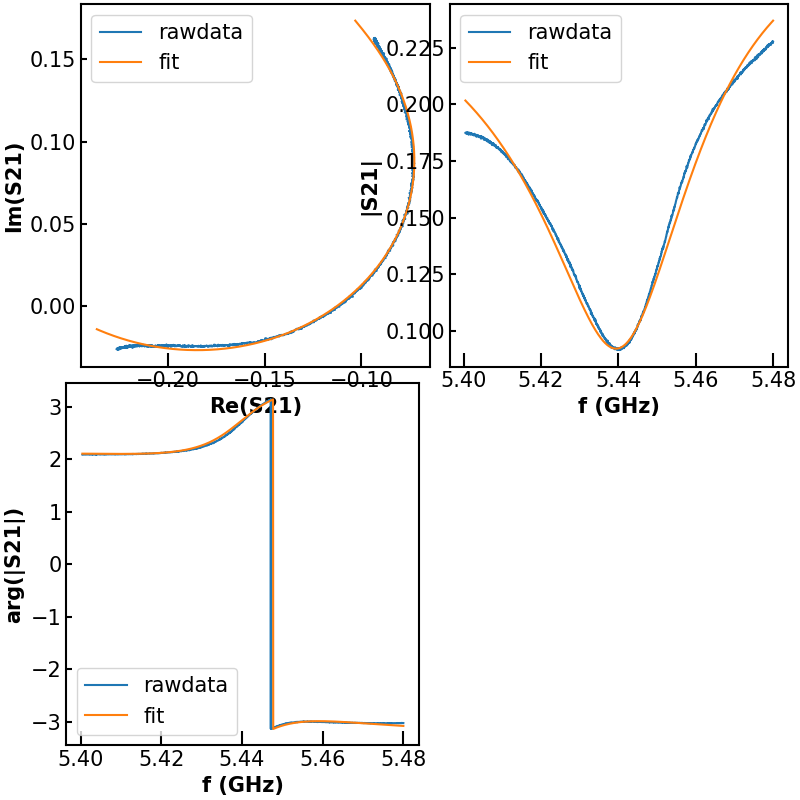 rawdata
fit
0.15
0.10
0.05
0.00
Im(S21)
−0.20
−0.15
−0.10
Re(S21)
rawdata
fit
0.225
0.200
0.175
0.150
0.125
0.100
|S21|
5.40
5.42
5.44
5.46
5.48
f (GHz)
3
2
1
0
−1
−2
−3
arg(|S21|)
rawdata
fit
5.40
5.42
5.44
5.46
5.48
f (GHz)